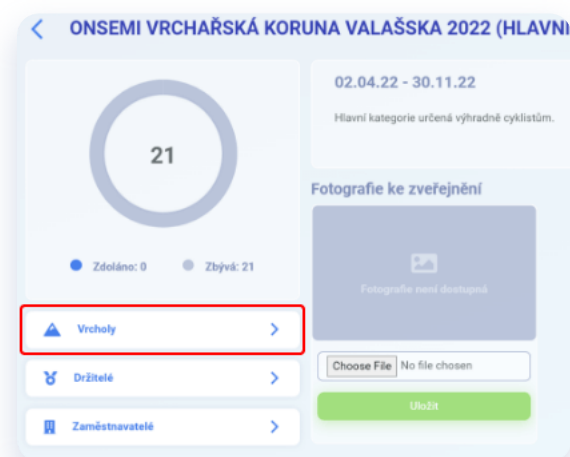 ONSEMI VRCHAŘSKÁ KORUNA VALAŠSKA 2022 (HLAVNÍ
21
Zdoláno: 0 Zbývá: 21
Vrcholy
Držitelé
Zaměstnavatelé
02.04.22 - 30.11.22
Hlavní kategorie určená výhradně cyklistům.
Fotografie ke zveřejnění
Fotografie není dostupná
Choose File No file chosen
Uložit